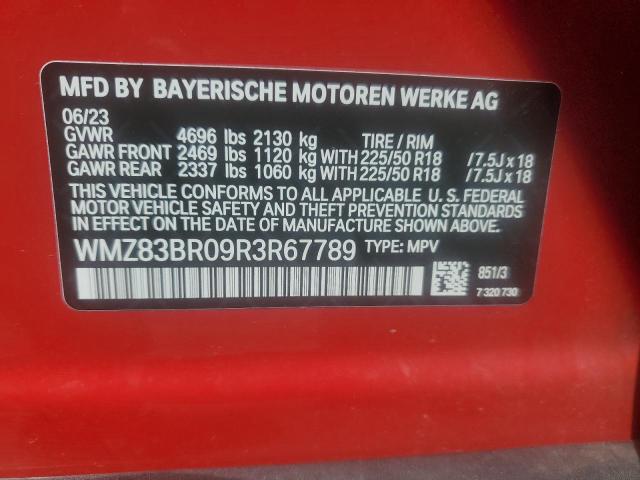 MFD BY BAYERISCHE MOTOREN WERKE AG
06/23
GVWR 4696 lbs 2130 kg TIRE / RIM
GAWR FRONT 2469 lbs 1120 kg WITH 225/50 R18 / 7.5J x 18
GAWR REAR 2337 lbs 1060 kg WITH 225/50 R18 / 7.5J x 18
THIS VEHICLE CONFORMS TO ALL APPLICABLE U. S. FEDERAL
MOTOR VEHICLE SAFETY AND THEFT PREVENTION STANDARDS
IN EFFECT ON THE DATE OF MANUFACTURE SHOWN ABOVE.
WMZ83BR09R3R67789 TYPE: MPV
851/3
7 320 730